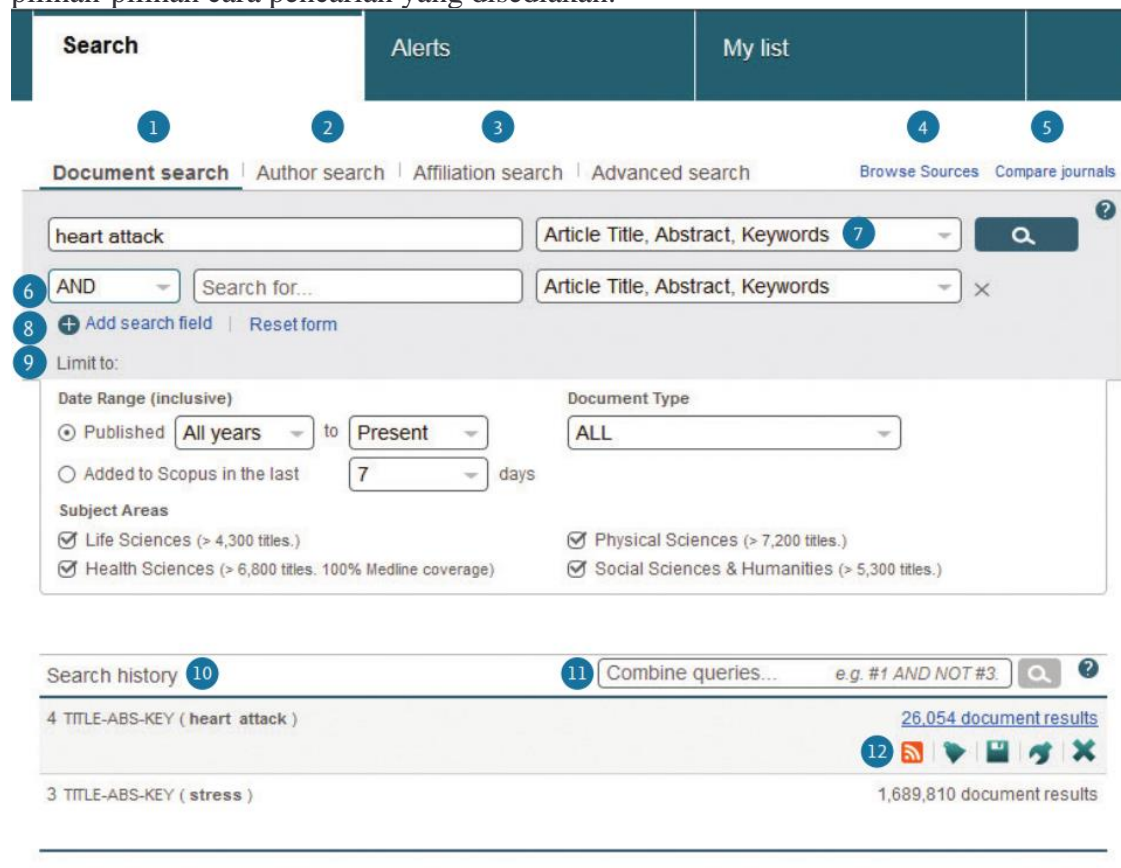 pilihan-pilihan cara pencarian yang disediakan.
Search Alerts My list
1 2 3 4 5
Document search Author search Affiliation search Advanced search Browse Sources Compare journals
?
heart attack Article Title, Abstract, Keywords 7
6 AND Search for... Article Title, Abstract, Keywords ×
8 + Add search field | Reset form
9 Limit to:
Date Range (inclusive) Document Type
Published All years to Present ALL
Added to Scopus in the last 7 days
Subject Areas
Life Sciences (> 4,300 titles.) Physical Sciences (> 7,200 titles.)
Health Sciences (> 6,800 titles. 100% Medline coverage) Social Sciences & Humanities (> 5,300 titles.)
Search history 10 11 Combine queries... e.g. #1 AND NOT #3. ?
4 TITLE-ABS-KEY ( heart attack ) 26,054 document results
12
3 TITLE-ABS-KEY ( stress ) 1,689,810 document results